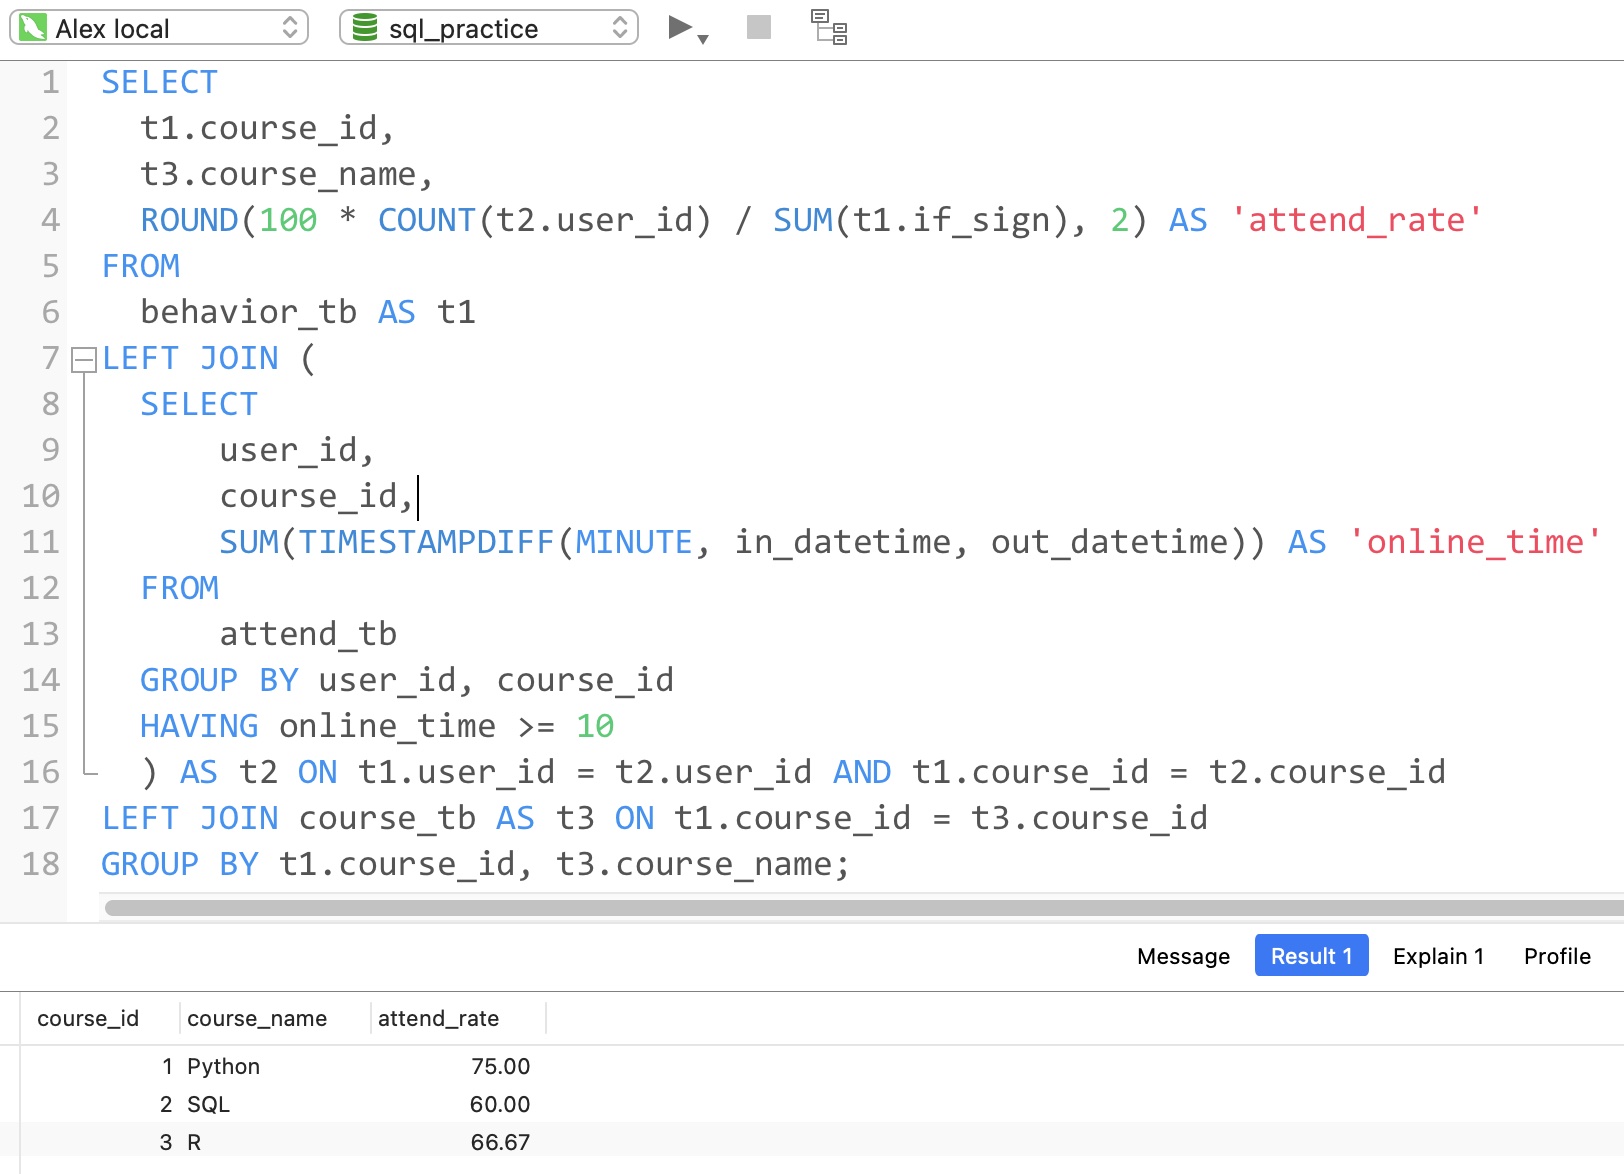 Alex local sql_practice
1 SELECT
2 t1.course_id,
3 t3.course_name,
4 ROUND(100 * COUNT(t2.user_id) / SUM(t1.if_sign), 2) AS 'attend_rate'
5 FROM
6 behavior_tb AS t1
7 LEFT JOIN (
8 SELECT
9 user_id,
10 course_id,
11 SUM(TIMESTAMPDIFF(MINUTE, in_datetime, out_datetime)) AS 'online_time'
12 FROM
13 attend_tb
14 GROUP BY user_id, course_id
15 HAVING online_time >= 10
16 ) AS t2 ON t1.user_id = t2.user_id AND t1.course_id = t2.course_id
17 LEFT JOIN course_tb AS t3 ON t1.course_id = t3.course_id
18 GROUP BY t1.course_id, t3.course_name;
Message Result 1 Explain 1 Profile
course_id course_name attend_rate
1 Python 75.00
2 SQL 60.00
3 R 66.67